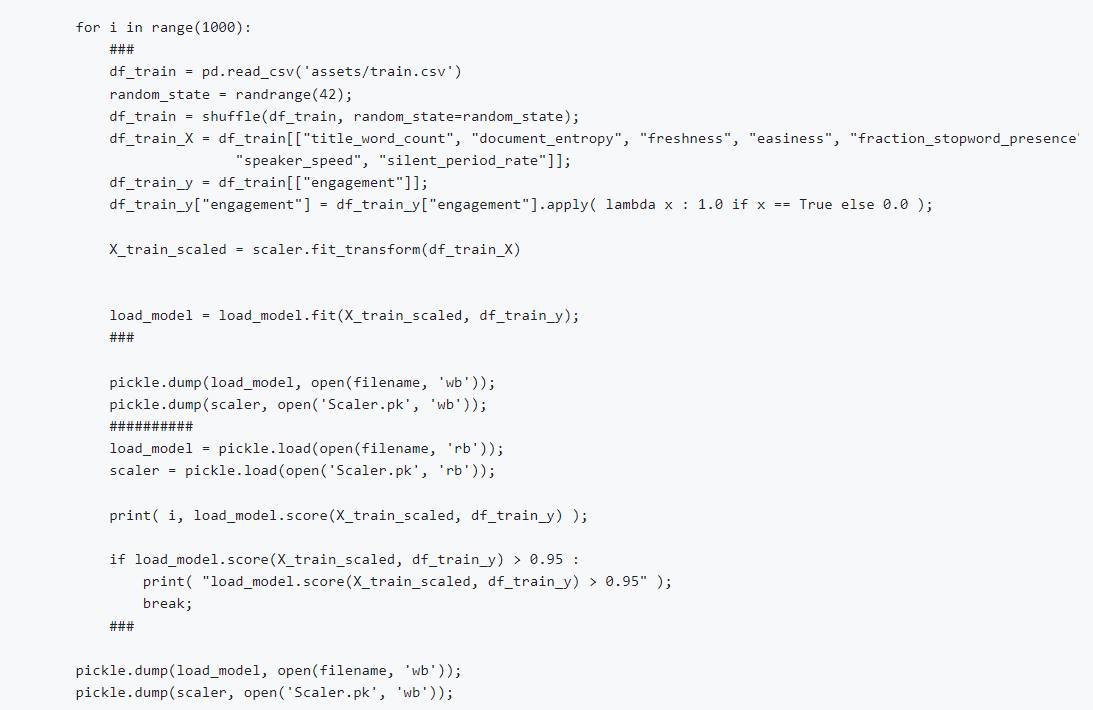 for i in range(1000):
    ###
    df_train = pd.read_csv('assets/train.csv')
    random_state = randrange(42);
    df_train = shuffle(df_train, random_state=random_state);
    df_train_X = df_train[["title_word_count", "document_entropy", "freshness", "easiness", "fraction_stopword_presence"
                   "speaker_speed", "silent_period_rate"]];
    df_train_y = df_train[["engagement"]];
    df_train_y["engagement"] = df_train_y["engagement"].apply( lambda x : 1.0 if x == True else 0.0 );

    X_train_scaled = scaler.fit_transform(df_train_X)


    load_model = load_model.fit(X_train_scaled, df_train_y);
    ###

    pickle.dump(load_model, open(filename, 'wb'));
    pickle.dump(scaler, open('Scaler.pk', 'wb'));
    ##########
    load_model = pickle.load(open(filename, 'rb'));
    scaler = pickle.load(open('Scaler.pk', 'rb'));

    print( i, load_model.score(X_train_scaled, df_train_y) );

    if load_model.score(X_train_scaled, df_train_y) > 0.95 :
        print( "load_model.score(X_train_scaled, df_train_y) > 0.95" );
        break;
    ###

pickle.dump(load_model, open(filename, 'wb'));
pickle.dump(scaler, open('Scaler.pk', 'wb'));